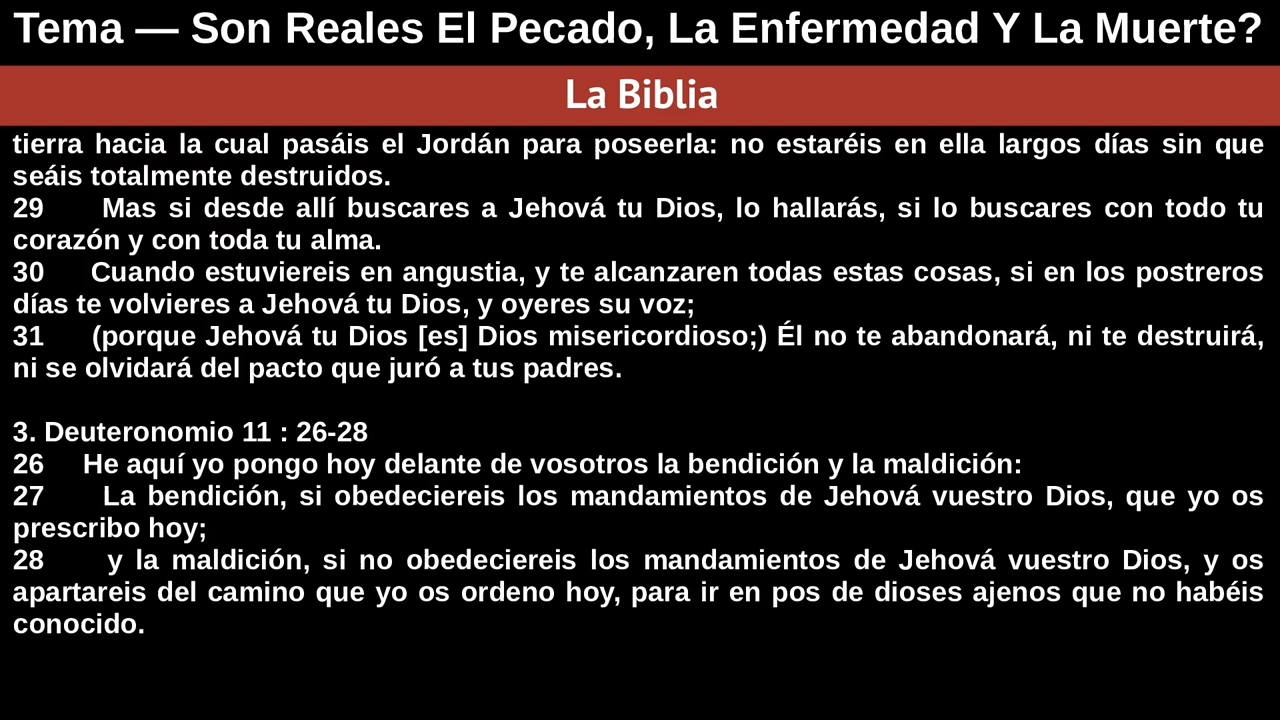 Tema — Son Reales El Pecado, La Enfermedad Y La Muerte?
La Biblia
tierra hacia la cual pasáis el Jordán para poseerla: no estaréis en ella largos días sin que
seáis totalmente destruidos.
29 Mas si desde allí buscares a Jehová tu Dios, lo hallarás, si lo buscares con todo tu
corazón y con toda tu alma.
30 Cuando estuviereis en angustia, y te alcanzaren todas estas cosas, si en los postreros
días te volvieres a Jehová tu Dios, y oyeres su voz;
31 (porque Jehová tu Dios [es] Dios misericordioso;) Él no te abandonará, ni te destruirá,
ni se olvidará del pacto que juró a tus padres.
3. Deuteronomio 11 : 26-28
26 He aquí yo pongo hoy delante de vosotros la bendición y la maldición:
27 La bendición, si obedeciereis los mandamientos de Jehová vuestro Dios, que yo os
prescribo hoy;
28 y la maldición, si no obedeciereis los mandamientos de Jehová vuestro Dios, y os
apartareis del camino que yo os ordeno hoy, para ir en pos de dioses ajenos que no habéis
conocido.